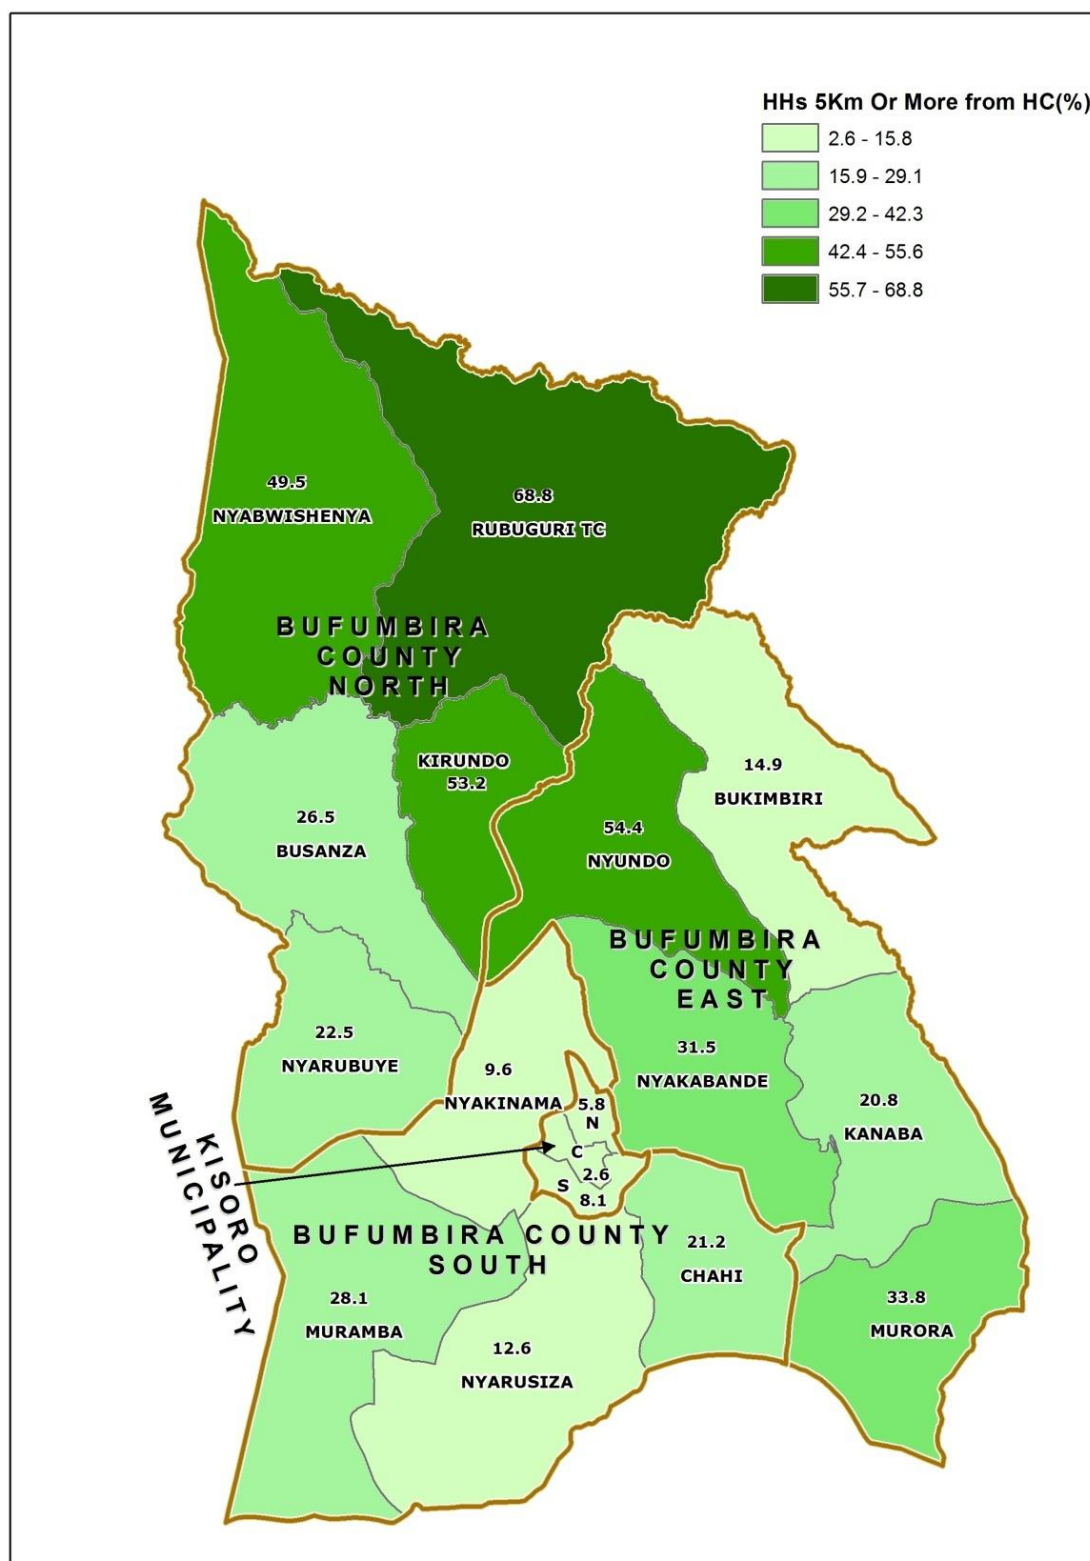 HHs 5Km Or More from HC(%)
2.6 - 15.8
15.9 - 29.1
29.2 - 42.3
42.4 - 55.6
55.7 - 68.8
49.5
NYABWISHENYA
68.8
RUBUGURI TC
BUFUMBIRA
COUNTY
NORTH
KIRUNDO
53.2
14.9
BUKIMBIRI
26.5
BUSANZA
54.4
NYUNDO
BUFUMBIRA
COUNTY
EAST
22.5
NYARUBUYE
31.5
NYAKABANDE
9.6
NYAKINAMA
5.8
N
C
2.6
S
8.1
20.8
KANABA
KISORO
MUNICIPALITY
BUFUMBIRA COUNTY
SOUTH
21.2
CHAHI
28.1
MURAMBA
33.8
MURORA
12.6
NYARUSIZA